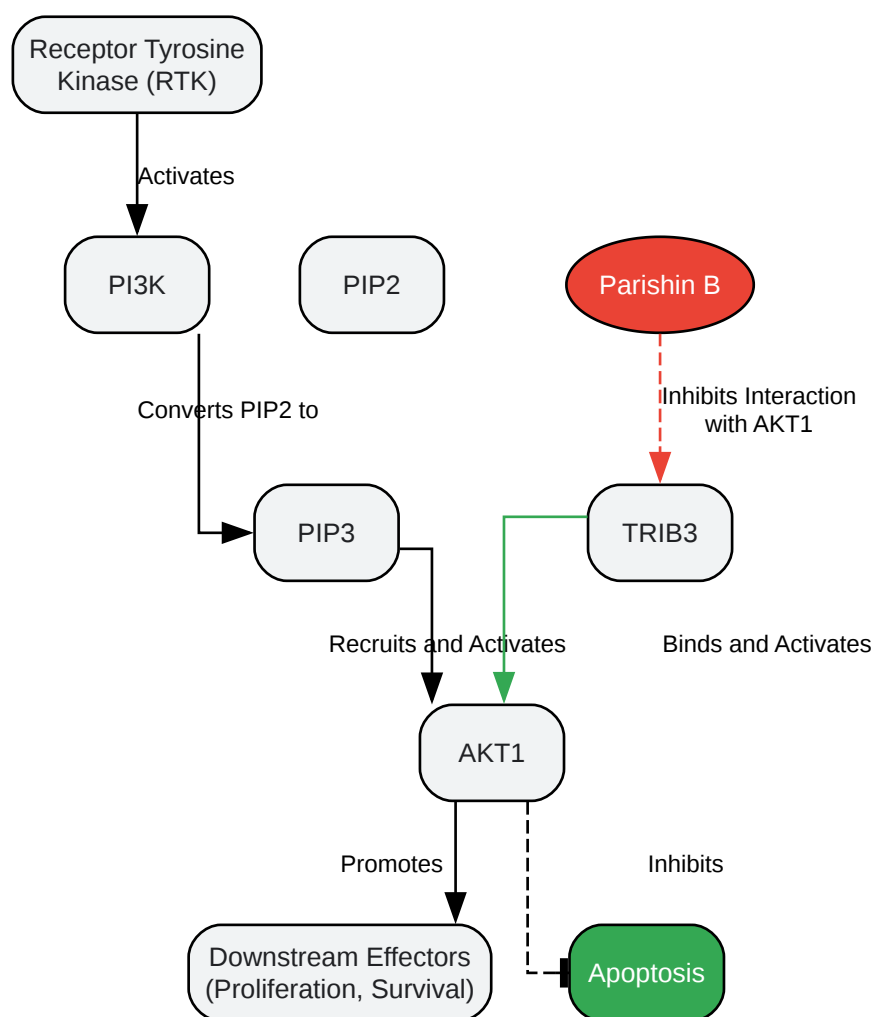 Receptor Tyrosine
Kinase (RTK)
Activates
PI3K
PIP2
Parishin B
Converts PIP2 to
Inhibits Interaction
with AKT1
PIP3
TRIB3
Recruits and Activates
Binds and Activates
AKT1
Promotes
Inhibits
Downstream Effectors
(Proliferation, Survival)
Apoptosis